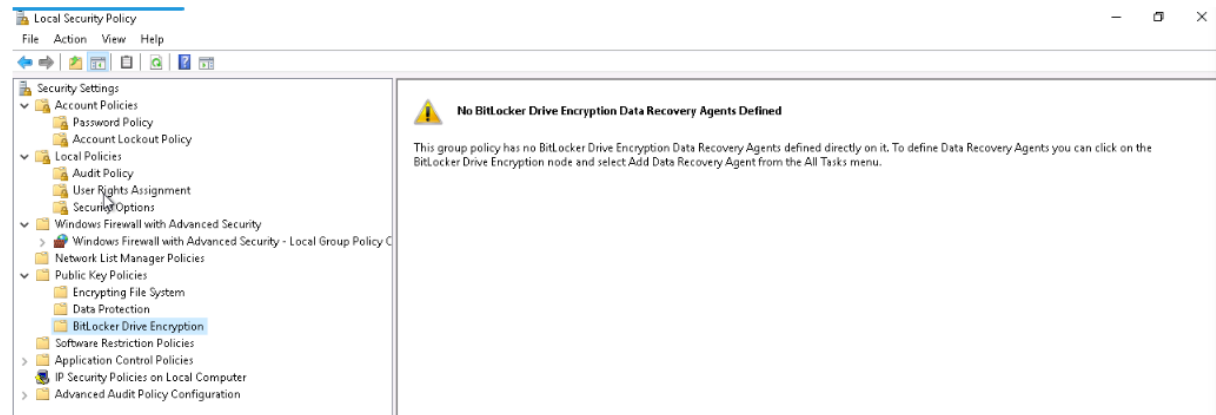 Local Security Policy
File Action View Help
Security Settings
Account Policies
Password Policy
Account Lockout Policy
Local Policies
Audit Policy
User Rights Assignment
Security Options
Windows Firewall with Advanced Security
Windows Firewall with Advanced Security - Local Group Policy C
Network List Manager Policies
Public Key Policies
Encrypting File System
Data Protection
BitLocker Drive Encryption
Software Restriction Policies
Application Control Policies
IP Security Policies on Local Computer
Advanced Audit Policy Configuration
No BitLocker Drive Encryption Data Recovery Agents Defined
This group policy has no BitLocker Drive Encryption Data Recovery Agents defined directly on it. To define Data Recovery Agents you can click on the
BitLocker Drive Encryption node and select Add Data Recovery Agent from the All Tasks menu.